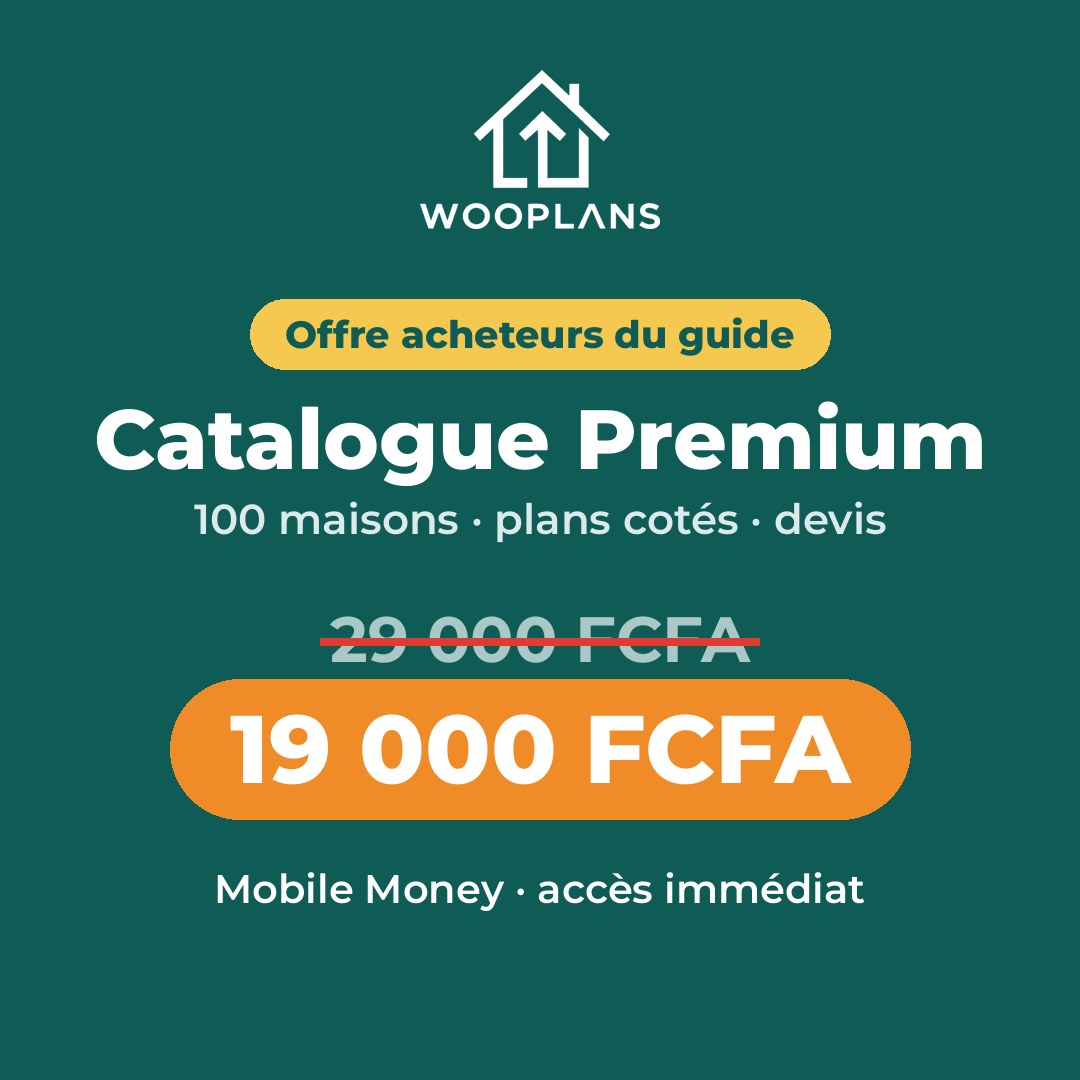 WOOPLANS
Offre acheteurs du guide
Catalogue Premium
100 maisons · plans cotés · devis
29 000 FCFA
19 000 FCFA
Mobile Money · accès immédiat